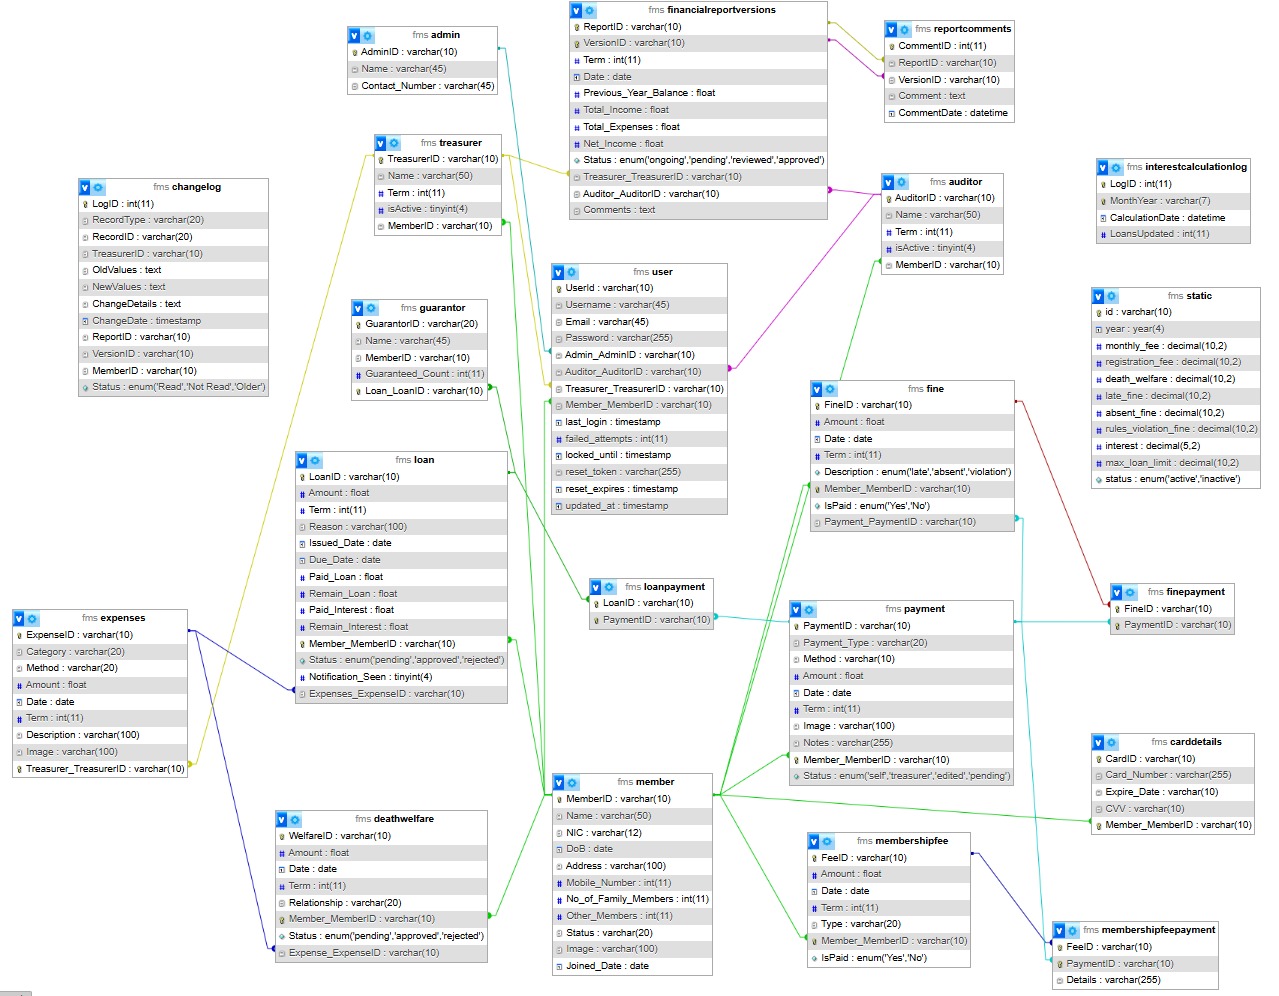 fms admin
AdminID : varchar(10)
Name : varchar(45)
Contact_Number : varchar(45)
fms financialreportversions
ReportID : varchar(10)
VersionID : varchar(10)
Term : int(11)
Date : date
Previous_Year_Balance : float
Total_Income : float
Total_Expenses : float
Net_Income : float
Status : enum('ongoing','pending','reviewed','approved')
Treasurer_TreasurerID : varchar(10)
Auditor_AuditorID : varchar(10)
Comments : text
fms reportcomments
CommentID : int(11)
ReportID : varchar(10)
VersionID : varchar(10)
Comment : text
CommentDate : datetime
fms treasurer
TreasurerID : varchar(10)
Name : varchar(50)
Term : int(11)
isActive : tinyint(4)
MemberID : varchar(10)
fms changelog
LogID : int(11)
RecordType : varchar(20)
RecordID : varchar(20)
TreasurerID : varchar(10)
OldValues : text
NewValues : text
ChangeDetails : text
ChangeDate : timestamp
ReportID : varchar(10)
VersionID : varchar(10)
MemberID : varchar(10)
Status : enum('Read','Not Read','Older')
fms auditor
AuditorID : varchar(10)
Name : varchar(50)
Term : int(11)
isActive : tinyint(4)
MemberID : varchar(10)
fms interestcalculationlog
LogID : int(11)
MonthYear : varchar(7)
CalculationDate : datetime
LoansUpdated : int(11)
fms user
UserId : varchar(10)
Username : varchar(45)
Email : varchar(45)
Password : varchar(255)
Admin_AdminID : varchar(10)
Auditor_AuditorID : varchar(10)
Treasurer_TreasurerID : varchar(10)
Member_MemberID : varchar(10)
last_login : timestamp
failed_attempts : int(11)
locked_until : timestamp
reset_token : varchar(255)
reset_expires : timestamp
updated_at : timestamp
fms guarantor
GuarantorID : varchar(20)
Name : varchar(45)
MemberID : varchar(10)
Guaranteed_Count : int(11)
Loan_LoanID : varchar(10)
fms static
id : varchar(10)
year : year(4)
monthly_fee : decimal(10,2)
registration_fee : decimal(10,2)
death_welfare : decimal(10,2)
late_fine : decimal(10,2)
absent_fine : decimal(10,2)
rules_violation_fine : decimal(10,2)
interest : decimal(5,2)
max_loan_limit : decimal(10,2)
status : enum('active','inactive')
fms fine
FineID : varchar(10)
Amount : float
Date : date
Term : int(11)
Description : enum('late','absent','violation')
Member_MemberID : varchar(10)
IsPaid : enum('Yes','No')
Payment_PaymentID : varchar(10)
fms loan
LoanID : varchar(10)
Amount : float
Term : int(11)
Reason : varchar(100)
Issued_Date : date
Due_Date : date
Paid_Loan : float
Remain_Loan : float
Paid_Interest : float
Remain_Interest : float
Member_MemberID : varchar(10)
Status : enum('pending','approved','rejected')
Notification_Seen : tinyint(4)
Expenses_ExpenseID : varchar(10)
fms loanpayment
LoanID : varchar(10)
PaymentID : varchar(10)
fms finepayment
FineID : varchar(10)
PaymentID : varchar(10)
fms expenses
ExpenseID : varchar(10)
Category : varchar(20)
Method : varchar(20)
Amount : float
Date : date
Term : int(11)
Description : varchar(100)
Image : varchar(100)
Treasurer_TreasurerID : varchar(10)
fms payment
PaymentID : varchar(10)
Payment_Type : varchar(20)
Method : varchar(10)
Amount : float
Date : date
Term : int(11)
Image : varchar(100)
Notes : varchar(255)
Member_MemberID : varchar(10)
Status : enum('self','treasurer','edited','pending')
fms carddetails
CardID : varchar(10)
Card_Number : varchar(255)
Expire_Date : varchar(10)
CVV : varchar(10)
Member_MemberID : varchar(10)
fms member
MemberID : varchar(10)
Name : varchar(50)
NIC : varchar(12)
DoB : date
Address : varchar(100)
Mobile_Number : int(11)
No_of_Family_Members : int(11)
Other_Members : int(11)
Status : varchar(20)
Image : varchar(100)
Joined_Date : date
fms deathwelfare
WelfareID : varchar(10)
Amount : float
Date : date
Term : int(11)
Relationship : varchar(20)
Member_MemberID : varchar(10)
Status : enum('pending','approved','rejected')
Expense_ExpenseID : varchar(10)
fms membershipfee
FeeID : varchar(10)
Amount : float
Date : date
Term : int(11)
Type : varchar(20)
Member_MemberID : varchar(10)
IsPaid : enum('Yes','No')
fms membershipfeepayment
FeeID : varchar(10)
PaymentID : varchar(10)
Details : varchar(255)